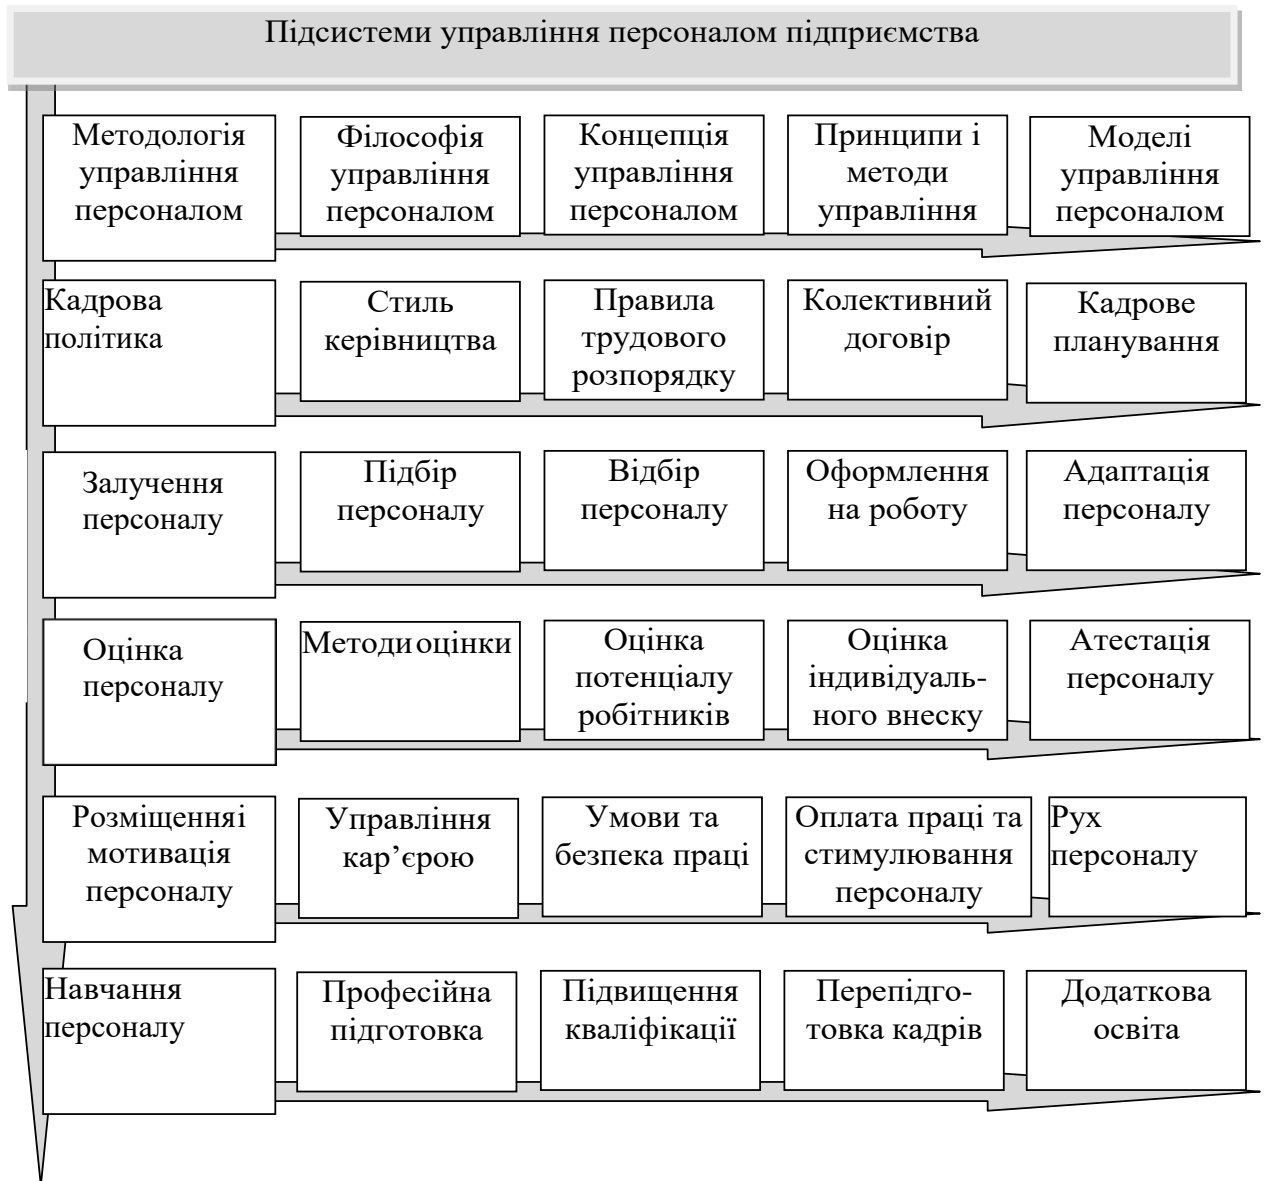 Підсистеми управління персоналом підприємства
Методологія
управління
персоналом
Філософія
управління
персоналом
Концепція
управління
персоналом
Принципи і
методи
управління
Моделі
управління
персоналом
Кадрова
політика
Стиль
керівництва
Правила
трудового
розпорядку
Колективний
договір
Кадрове
планування
Залучення
персоналу
Підбір
персоналу
Відбір
персоналу
Оформлення
на роботу
Адаптація
персоналу
Оцінка
персоналу
Методи оцінки
Оцінка
потенціалу
робітників
Оцінка
індивідуаль-
ного внеску
Атестація
персоналу
Розміщення і
мотивація
персоналу
Управління
кар’єрою
Умови та
безпека праці
Оплата праці та
стимулювання
персоналу
Рух
персоналу
Навчання
персоналу
Професійна
підготовка
Підвищення
кваліфікації
Перепідго-
товка кадрів
Додаткова
освіта